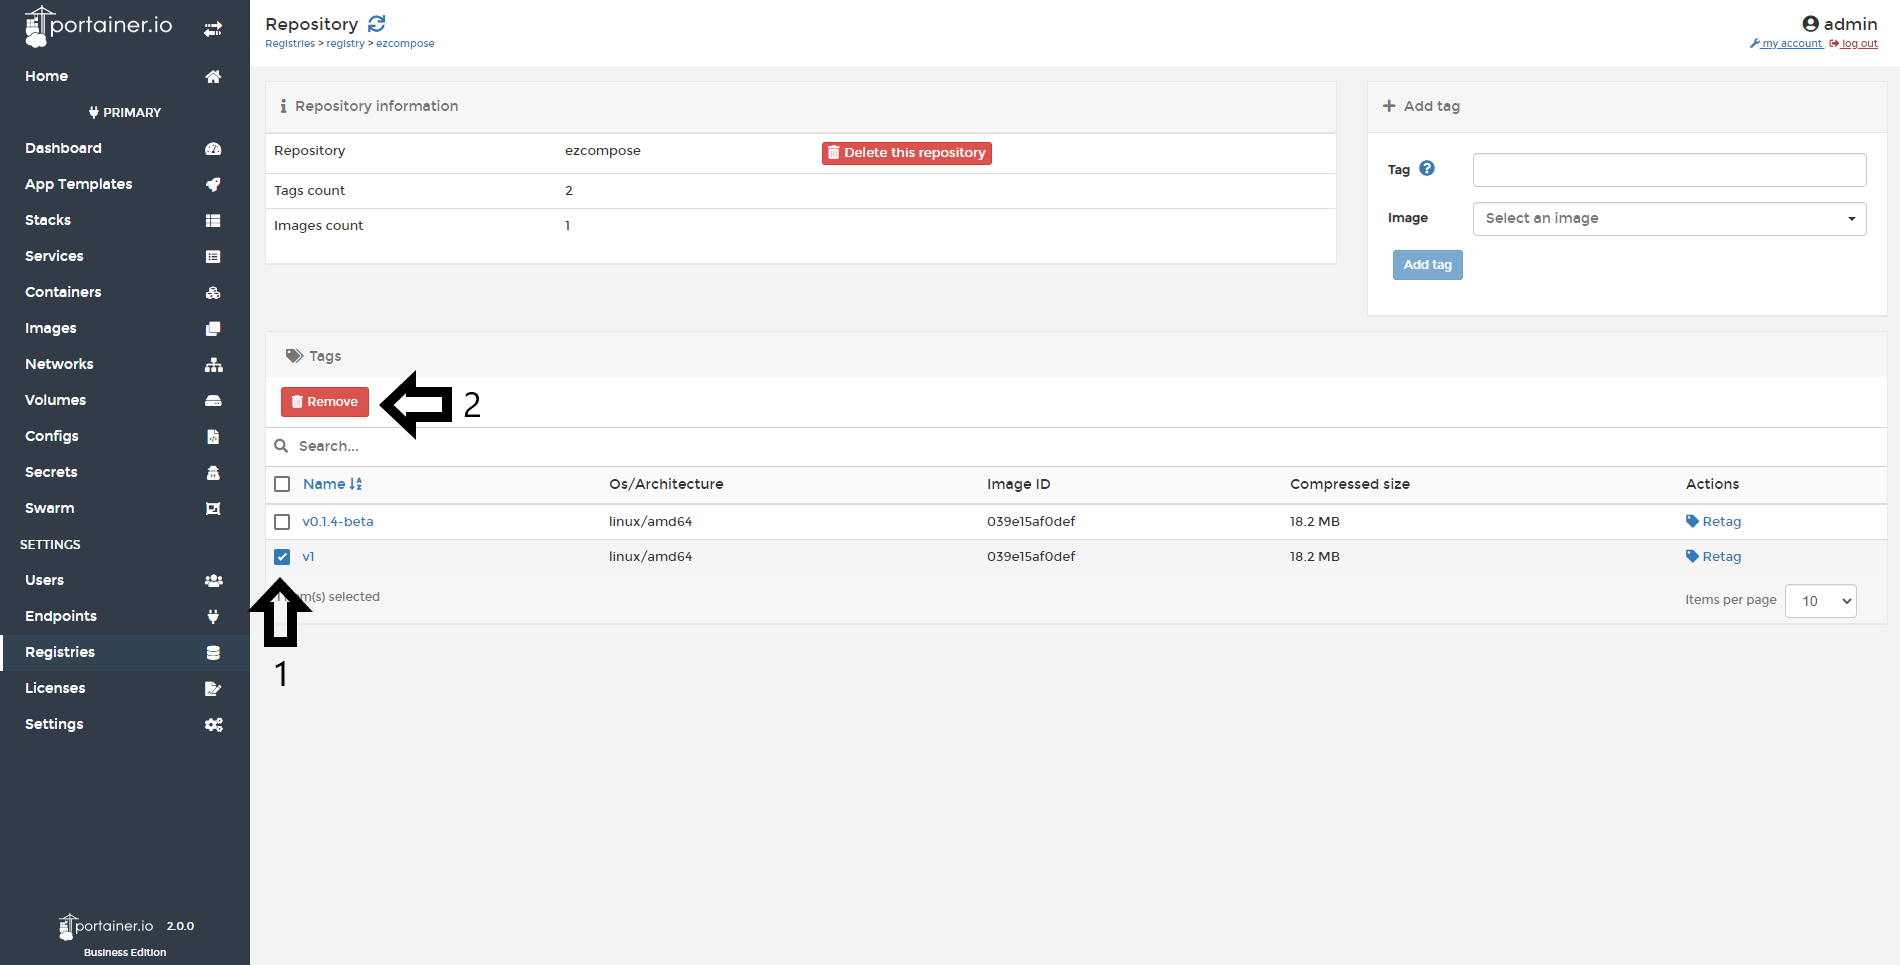 portainer.io
Home
PRIMARY
Dashboard
App Templates
Stacks
Services
Containers
Images
Networks
Volumes
Configs
Secrets
Swarm
SETTINGS
Users
Endpoints
Registries
Licenses
Settings
portainer.io 2.0.0
Business Edition
Repository
Registries > registry > ezcompose
admin
my account log out
Repository information
Repository ezcompose Delete this repository
Tags count 2
Images count 1
Add tag
Tag
Image Select an image
Add tag
Tags
Remove 2
Search...
Name Os/Architecture Image ID Compressed size Actions
v0.1.4-beta linux/amd64 039e15af0def 18.2 MB Retag
v1 linux/amd64 039e15af0def 18.2 MB Retag
selected
Items per page 10
1